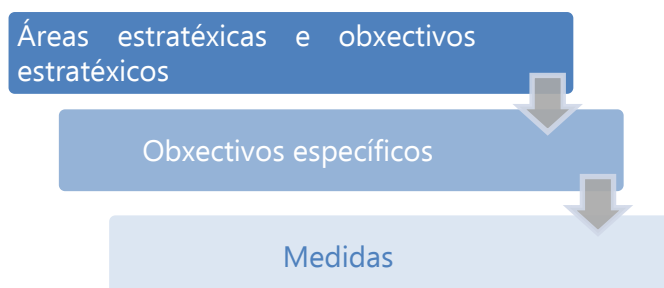 Áreas estratéxicas e obxectivos
estratéxicos
Obxectivos específicos
Medidas